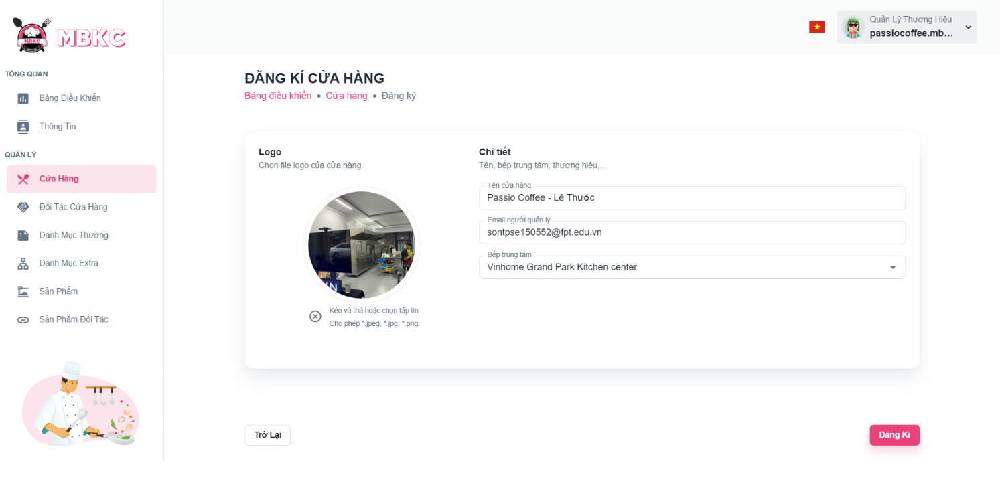 MBKC
MBKC
Quản Lý Thương Hiệu
passiocoffee.mb...
TỔNG QUAN
Bảng Điều Khiển
Thông Tin
QUẢN LÝ
Cửa Hàng
Đối Tác Cửa Hàng
Danh Mục Thường
Danh Mục Extra
Sản Phẩm
Sản Phẩm Đối Tác
ĐĂNG KÍ CỬA HÀNG
Bảng điều khiển • Cửa hàng • Đăng ký
Logo
Chọn file logo của cửa hàng
Kéo và thả hoặc chọn tập tin
Cho phép *.jpeg, *.jpg, *.png.
Chi tiết
Tên, bếp trung tâm, thương hiệu,...
Tên cửa hàng
Passio Coffee - Lê Thước
Email người quản lý
sontpse150552@fpt.edu.vn
Bếp trung tâm
Vinhome Grand Park Kitchen center
Trở Lại
Đăng Kí